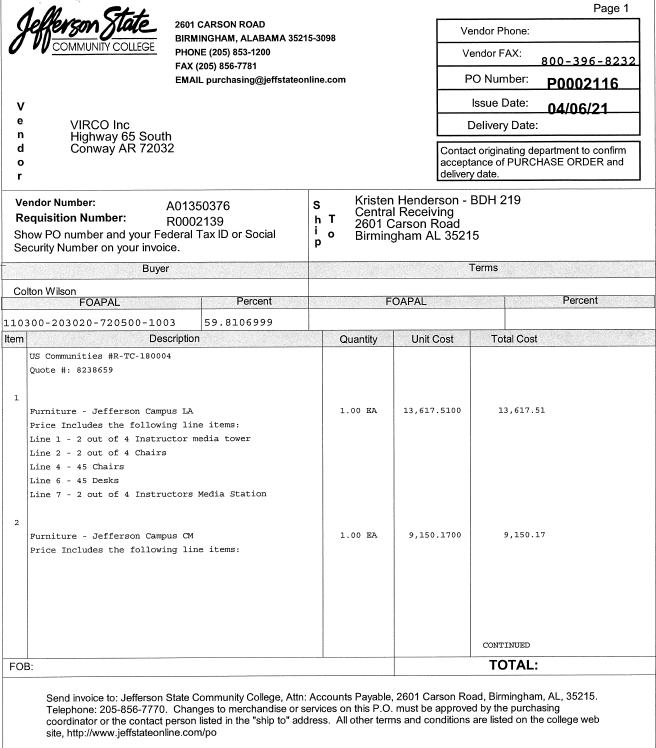 Page 1
Jefferson State
COMMUNITY COLLEGE
2601 CARSON ROAD
BIRMINGHAM, ALABAMA 35215-3098
PHONE (205) 853-1200
FAX (205) 856-7781
EMAIL purchasing@jeffstateonline.com
Vendor Phone:
Vendor FAX: 800-396-8232
PO Number: P0002116
Issue Date: 04/06/21
Delivery Date:
Contact originating department to confirm
acceptance of PURCHASE ORDER and
delivery date.
Vendor
VIRCO Inc
Highway 65 South
Conway AR 72032
Vendor Number: A01350376
Requisition Number: R0002139
Show PO number and your Federal Tax ID or Social
Security Number on your invoice.
Ship To
Kristen Henderson - BDH 219
Central Receiving
2601 Carson Road
Birmingham AL 35215
Buyer Terms
Colton Wilson
FOAPAL Percent FOAPAL Percent
110300-203020-720500-1003 59.8106999
Item Description Quantity Unit Cost Total Cost
US Communities #R-TC-180004
Quote #: 8238659
1
Furniture - Jefferson Campus LA 1.00 EA 13,617.5100 13,617.51
Price Includes the following line items:
Line 1 - 2 out of 4 Instructor media tower
Line 2 - 2 out of 4 Chairs
Line 4 - 45 Chairs
Line 6 - 45 Desks
Line 7 - 2 out of 4 Instructors Media Station
2
Furniture - Jefferson Campus CM 1.00 EA 9,150.1700 9,150.17
Price Includes the following line items:
CONTINUED
FOB: TOTAL:
Send invoice to: Jefferson State Community College, Attn: Accounts Payable, 2601 Carson Road, Birmingham, AL, 35215.
Telephone: 205-856-7770. Changes to merchandise or services on this P.O. must be approved by the purchasing
coordinator or the contact person listed in the "ship to" address. All other terms and conditions are listed on the college web
site, http://www.jeffstateonline.com/po